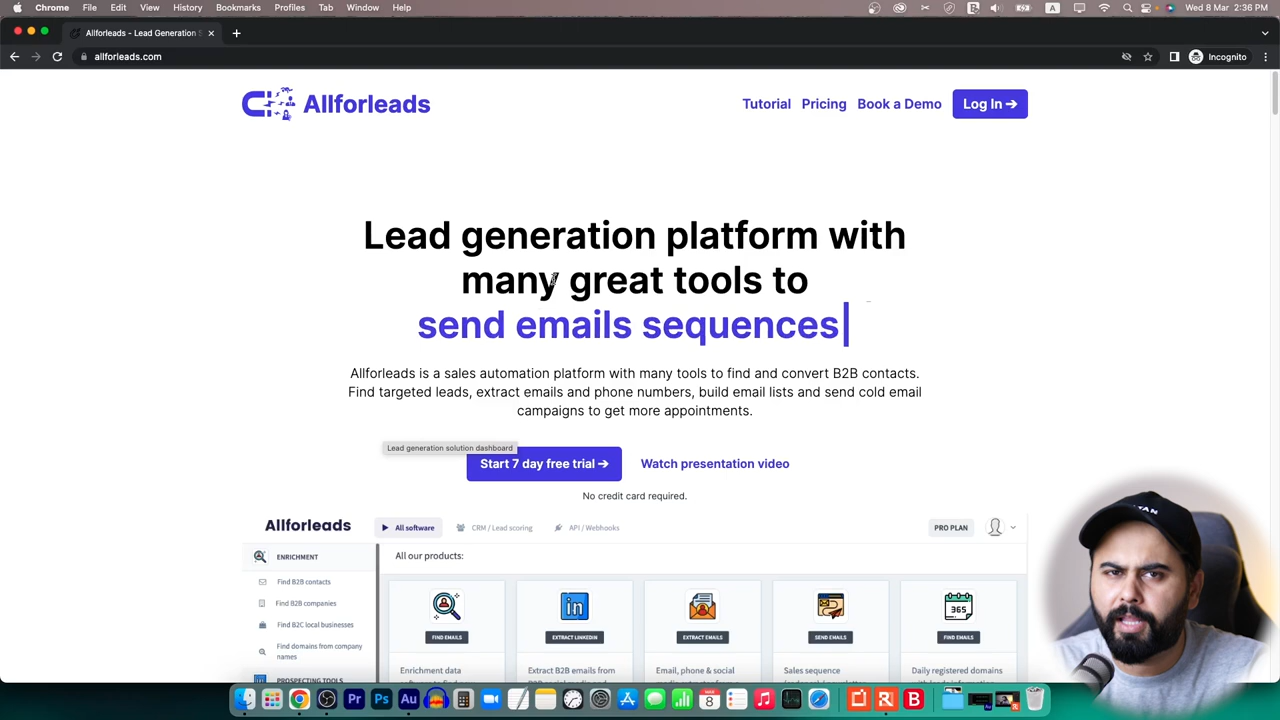 Chrome File Edit View History Bookmarks Profiles Tab Window Help
A
Wed 8 Mar 2:36 PM
Allforleads - Lead Generation S
allforleads.com
Incognito
Allforleads
Tutorial Pricing Book a Demo Log In ➔
Lead generation platform with
many great tools to
send emails sequences|
Allforleads is a sales automation platform with many tools to find and convert B2B contacts.
Find targeted leads, extract emails and phone numbers, build email lists and send cold email
campaigns to get more appointments.
Lead generation solution dashboard
Start 7 day free trial ➔
Watch presentation video
No credit card required.
Allforleads
All software
CRM / Lead scoring
API / Webhooks
PRO PLAN
ENRICHMENT
Find B2B contacts
Find B2B companies
Find B2C local businesses
Find domains from company
names
PROSPECTING TOOLS
All our products:
in
365
FIND EMAILS
EXTRACT LINKEDIN
EXTRACT EMAILS
SEND EMAILS
FIND EMAILS
Enrichment data
Extract B2B emails from
Email, phone & social
Sales sequence
Daily registered domains
Pr
Ps
Au
8